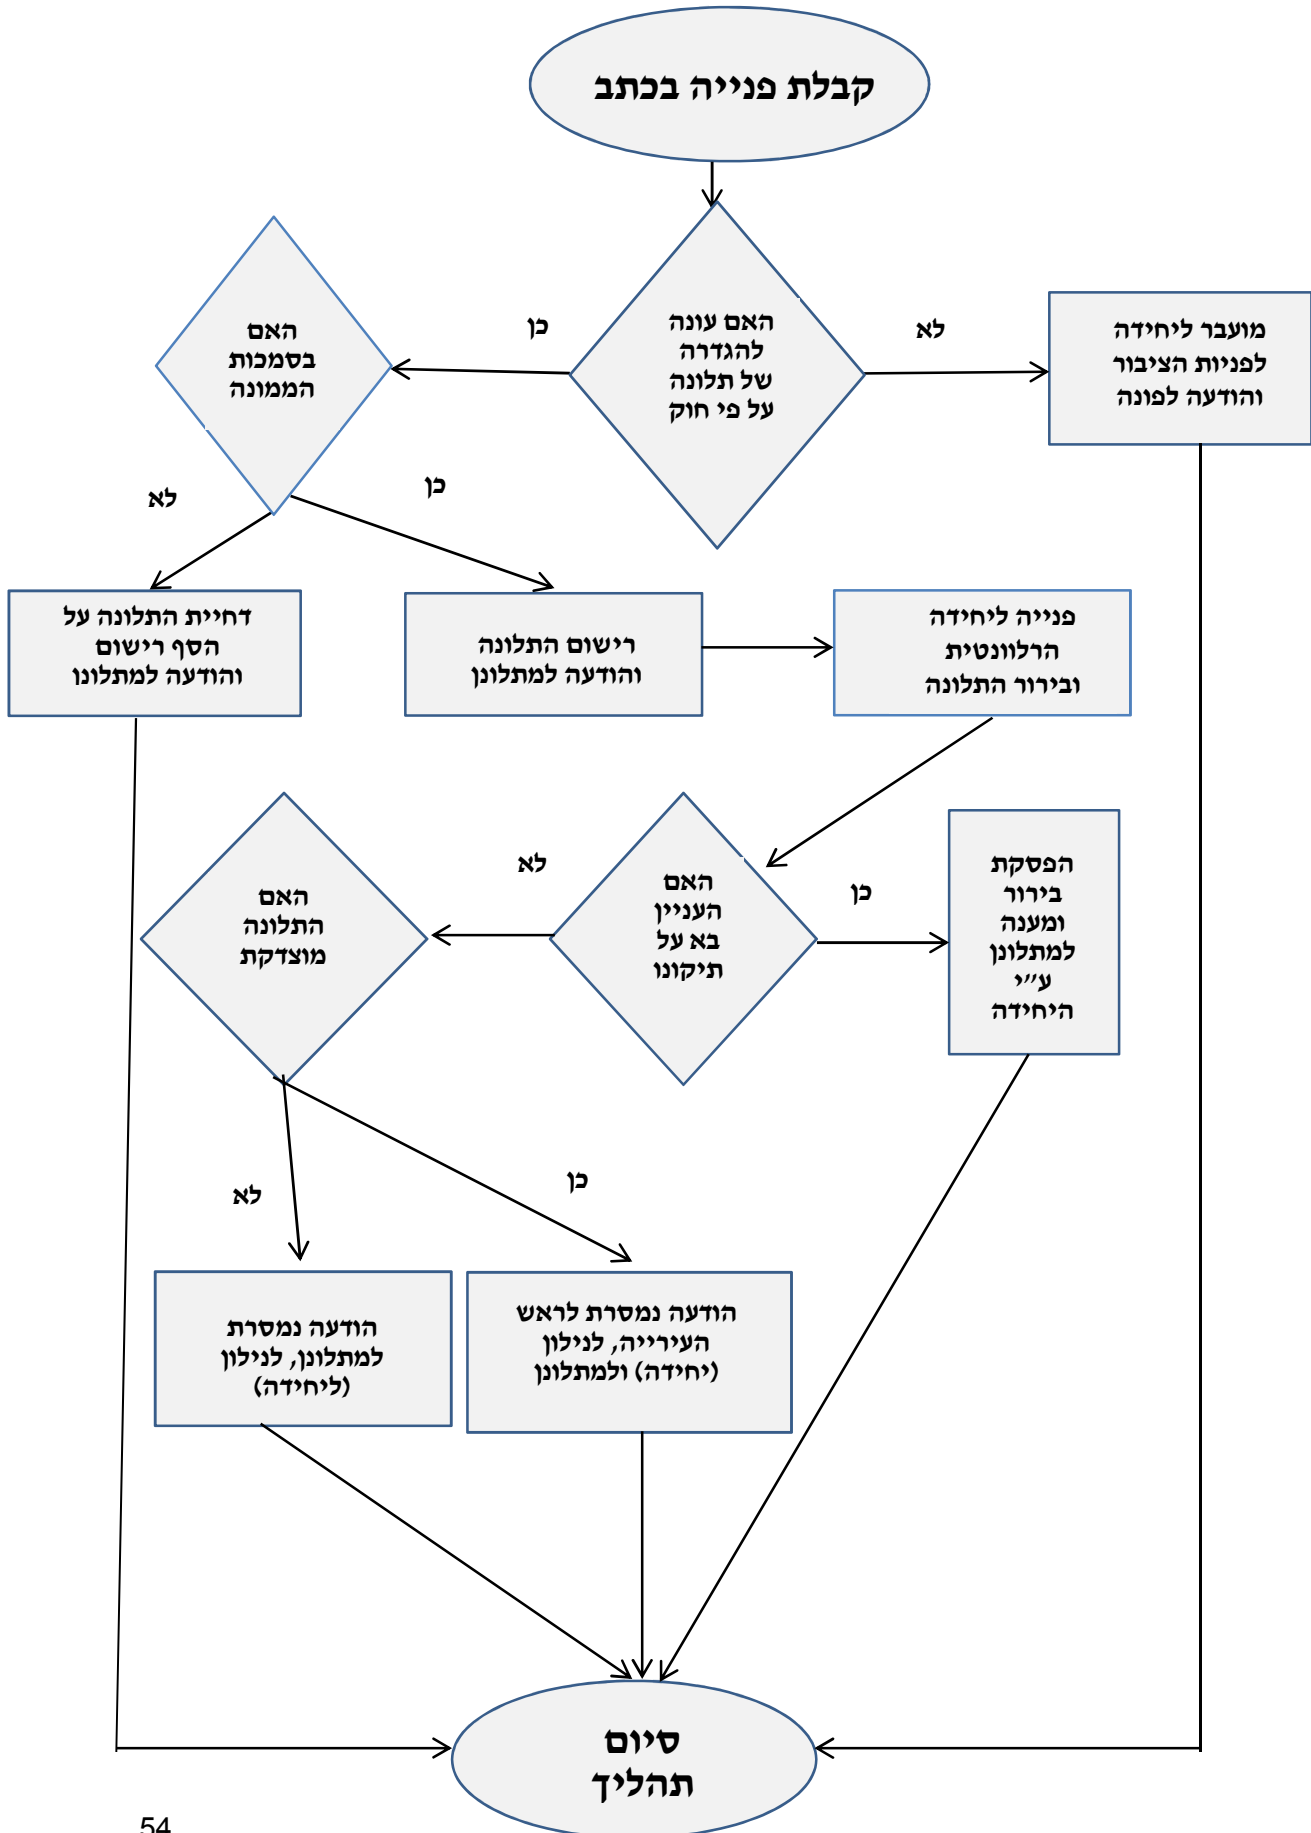 קבלת פנייה בכתב
האם עונה
להגדרה
של תלונה
על פי חוק
לא
מועבר ליחידה
לפניות הציבור
והודעה לפונה
כן
האם
בסמכות
הממונה
לא
דחיית התלונה על
הסף רישום
והודעה למתלונן
כן
רישום התלונה
והודעה למתלונן
פנייה ליחידה
הרלוונטית
ובירור התלונה
האם
העניין
בא על
תיקונו
כן
הפסקת
בירור
ומענה
למתלונן
ע״י
היחידה
לא
האם
התלונה
מוצדקת
כן
הודעה נמסרת לראש
העירייה, לנילון
(יחידה) ולמתלונן
לא
הודעה נמסרת
למתלונן, לנילון
(ליחידה)
סיום
תהליך
54